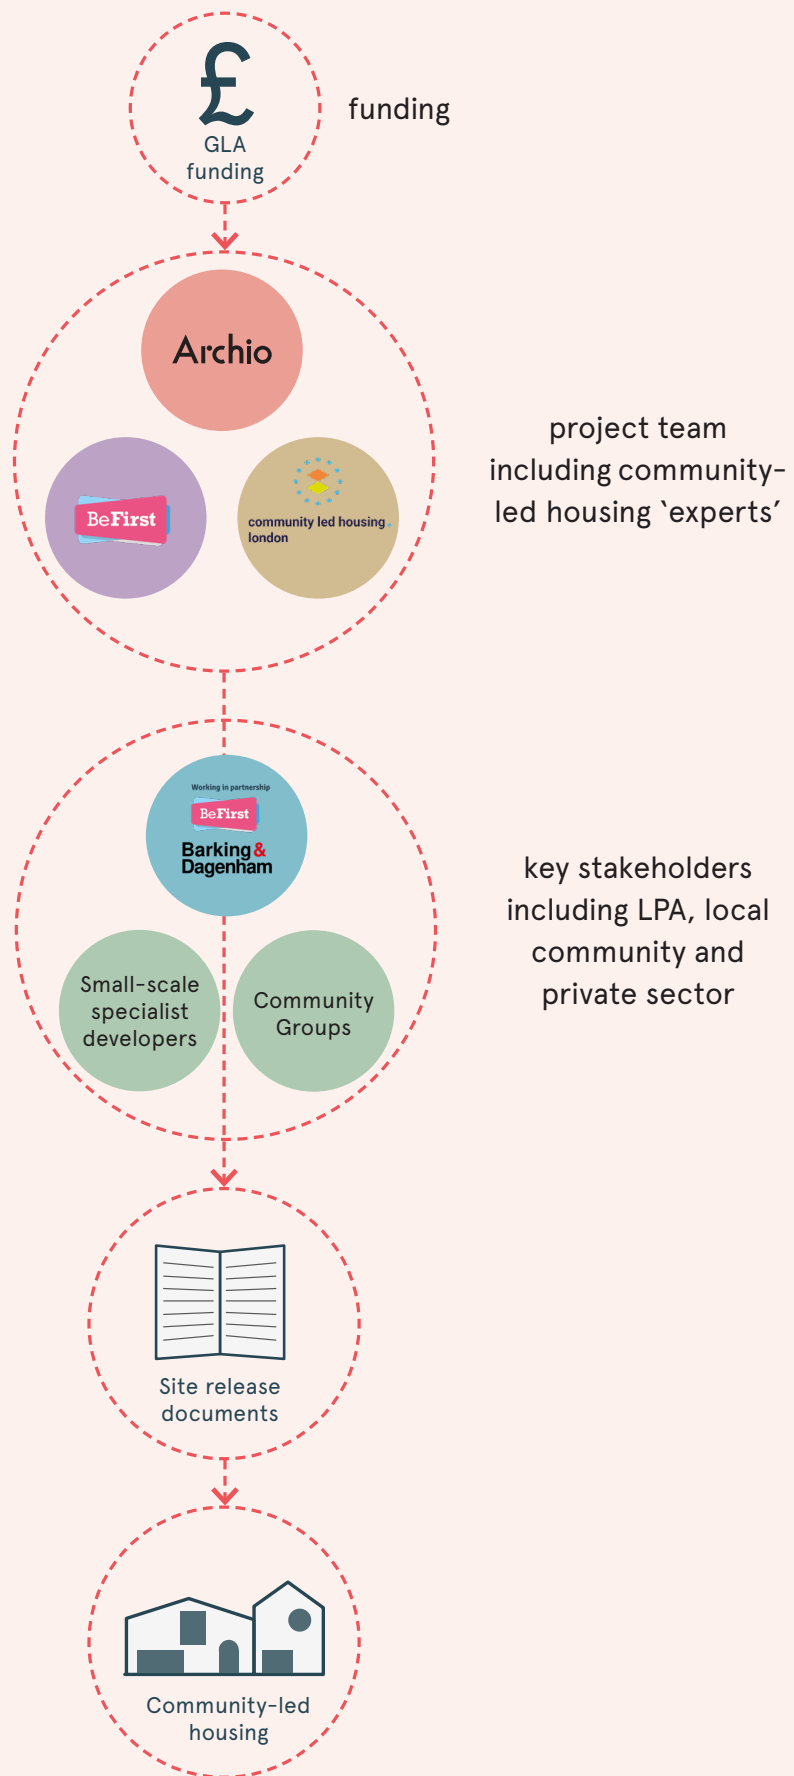 £
GLA
funding
funding
Archio
BeFirst
community led housing
london
project team
including community-
led housing ‘experts’
Working in partnership
BeFirst
Barking&
Dagenham
Small-scale
specialist
developers
Community
Groups
key stakeholders
including LPA, local
community and
private sector
Site release
documents
Community-led
housing